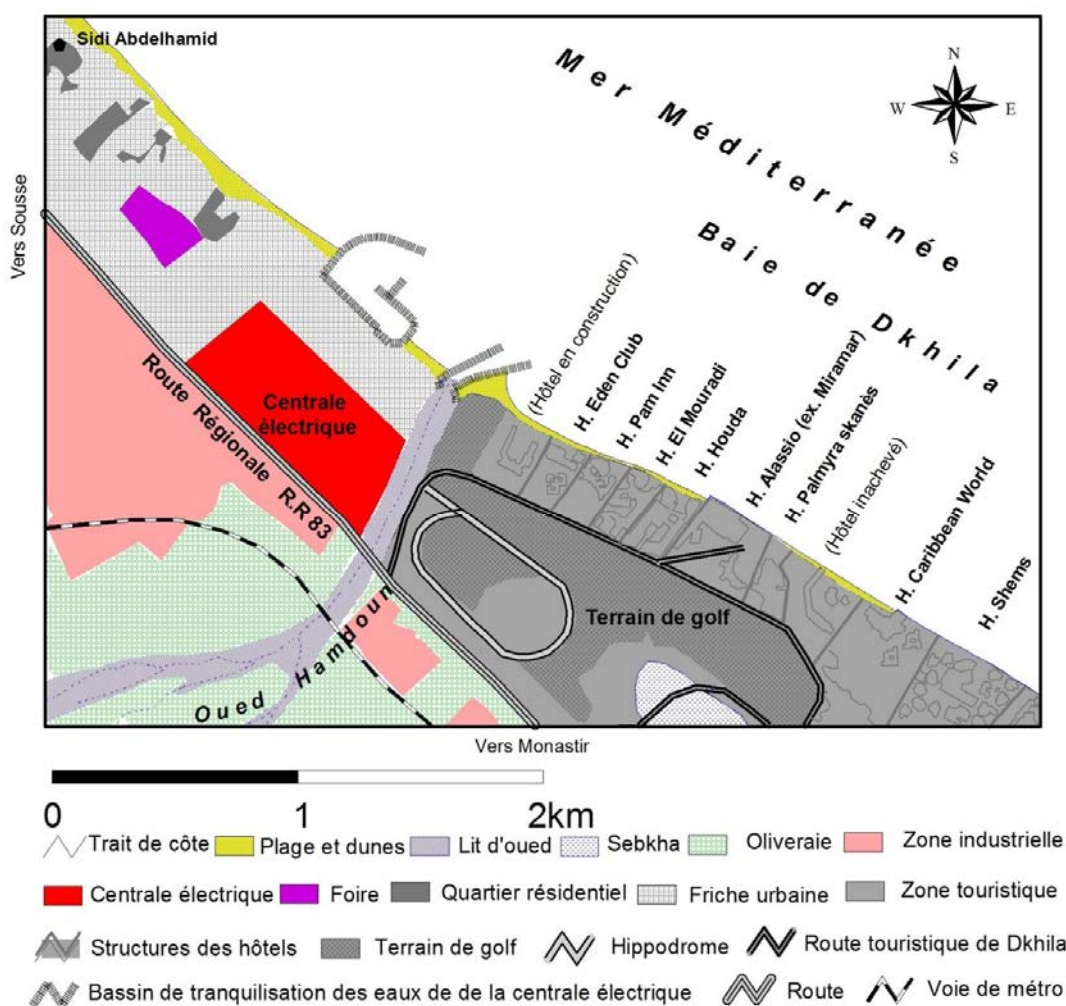 Sidi Abdelhamid
Mer Méditerranée
N
W E
S
Baie de Dkhila
Vers Sousse
(Hôtel en construction)
H. Eden Club
H. Pam Inn
H. El Mouradi
H. Houda
H. Alassio (ex. Miramar)
H. Palmyra skanès
(Hôtel inachevé)
H. Caribbean World
H. Shems
Centrale
électrique
Route Régionale R.R 83
Terrain de golf
Oued Hamdoun
Vers Monastir
0 1 2km
Trait de côte Plage et dunes Lit d'oued Sebkha Oliveraie Zone industrielle
Centrale électrique Foire Quartier résidentiel Friche urbaine Zone touristique
Structures des hôtels Terrain de golf Hippodrome Route touristique de Dkhila
Bassin de tranquilisation des eaux de de la centrale électrique Route Voie de métro